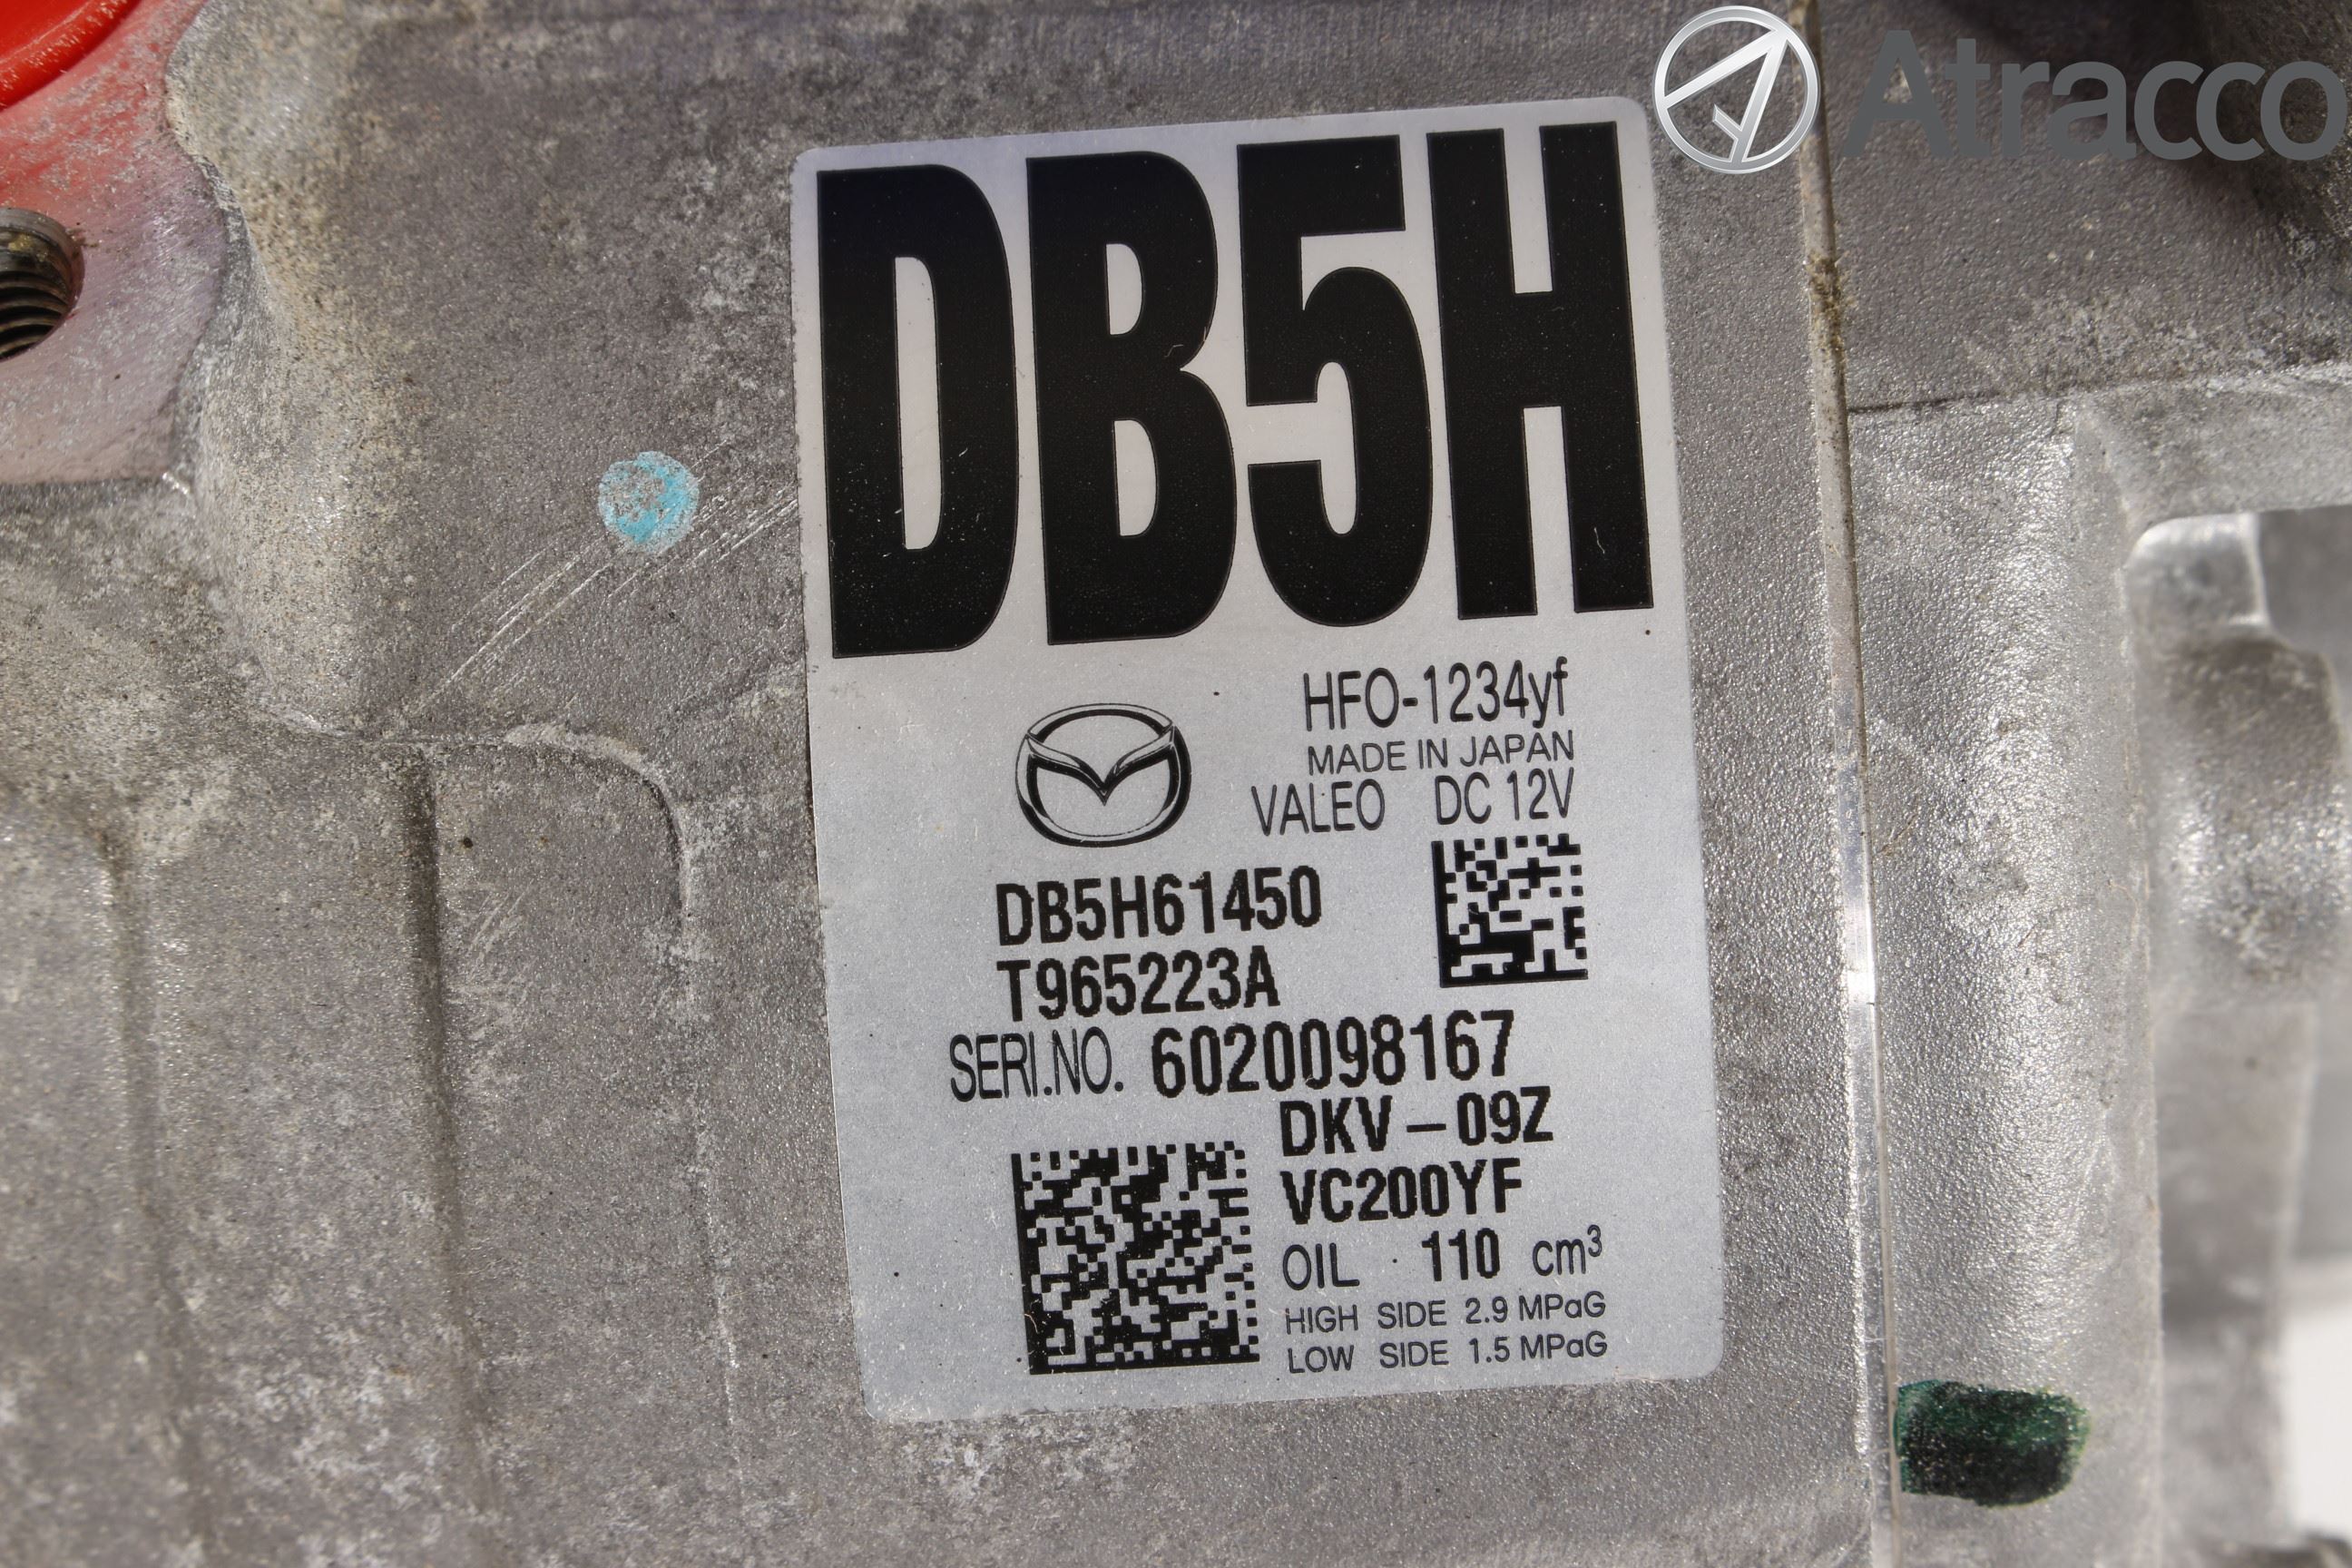 Atracco
DB5H
HFO-1234yf
MADE IN JAPAN
VALEO DC 12V
DB5H61450
T965223A
SERI.NO. 6020098167
DKV-09Z
VC200YF
OIL 110 cm³
HIGH SIDE 2.9 MPaG
LOW SIDE 1.5 MPaG